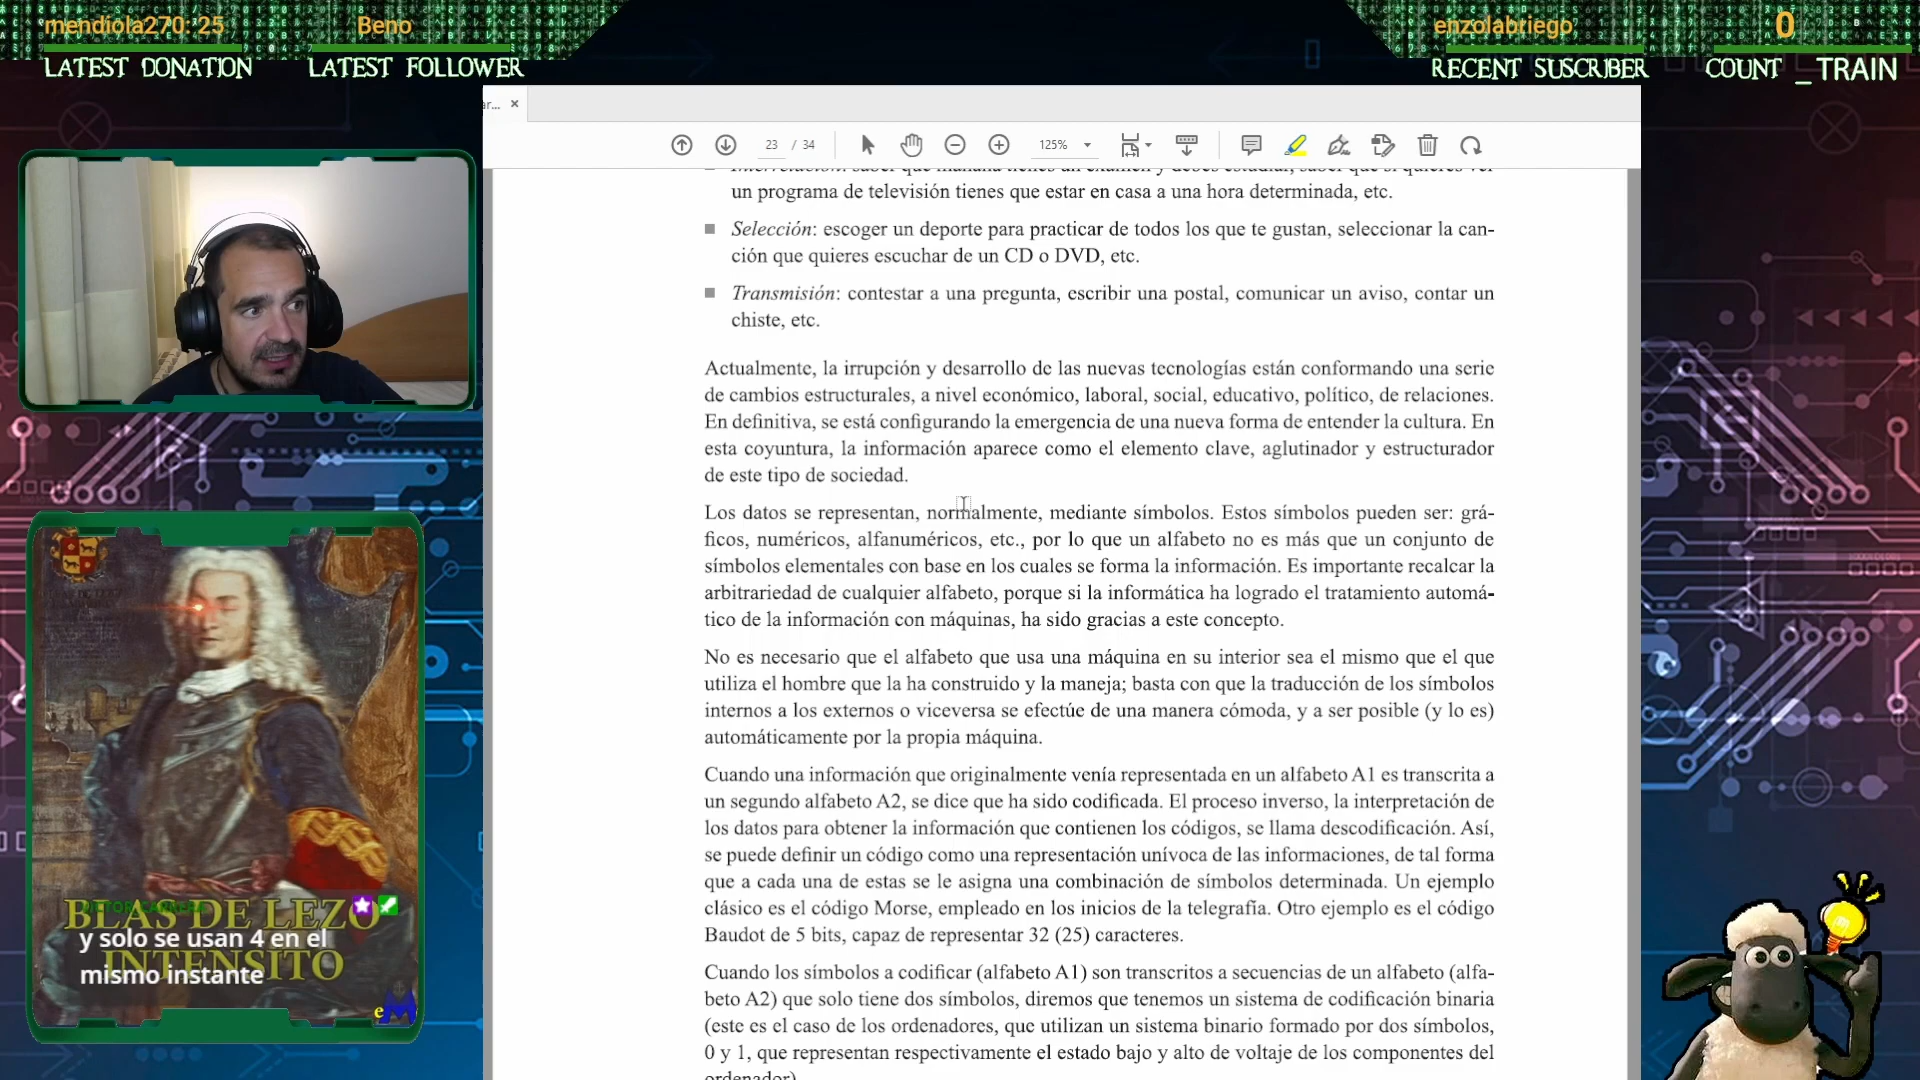 mendiola270: 25
LATEST DONATION
Beno
LATEST FOLLOWER
enzolabriego
RECENT SUSCRIBER
0
COUNT _TRAIN
ar... ×
23 / 34
125%
un programa de televisión tienes que estar en casa a una hora determinada, etc.
■ Selección: escoger un deporte para practicar de todos los que te gustan, seleccionar la can-
ción que quieres escuchar de un CD o DVD, etc.
■ Transmisión: contestar a una pregunta, escribir una postal, comunicar un aviso, contar un
chiste, etc.
Actualmente, la irrupción y desarrollo de las nuevas tecnologías están conformando una serie
de cambios estructurales, a nivel económico, laboral, social, educativo, político, de relaciones.
En definitiva, se está configurando la emergencia de una nueva forma de entender la cultura. En
esta coyuntura, la información aparece como el elemento clave, aglutinador y estructurador
de este tipo de sociedad.
Los datos se representan, normalmente, mediante símbolos. Estos símbolos pueden ser: grá-
ficos, numéricos, alfanuméricos, etc., por lo que un alfabeto no es más que un conjunto de
símbolos elementales con base en los cuales se forma la información. Es importante recalcar la
arbitrariedad de cualquier alfabeto, porque si la informática ha logrado el tratamiento automá-
tico de la información con máquinas, ha sido gracias a este concepto.
No es necesario que el alfabeto que usa una máquina en su interior sea el mismo que el que
utiliza el hombre que la ha construido y la maneja; basta con que la traducción de los símbolos
internos a los externos o viceversa se efectúe de una manera cómoda, y a ser posible (y lo es)
automáticamente por la propia máquina.
Cuando una información que originalmente venía representada en un alfabeto A1 es transcrita a
un segundo alfabeto A2, se dice que ha sido codificada. El proceso inverso, la interpretación de
los datos para obtener la información que contienen los códigos, se llama descodificación. Así,
se puede definir un código como una representación unívoca de las informaciones, de tal forma
que a cada una de estas se le asigna una combinación de símbolos determinada. Un ejemplo
clásico es el código Morse, empleado en los inicios de la telegrafía. Otro ejemplo es el código
Baudot de 5 bits, capaz de representar 32 (25) caracteres.
Cuando los símbolos a codificar (alfabeto A1) son transcritos a secuencias de un alfabeto (alfa-
beto A2) que solo tiene dos símbolos, diremos que tenemos un sistema de codificación binaria
(este es el caso de los ordenadores, que utilizan un sistema binario formado por dos símbolos,
0 y 1, que representan respectivamente el estado bajo y alto de voltaje de los componentes del
ordenador)
BLAS DE LEZO
INTENSITO
y solo se usan 4 en el
mismo instante
eM